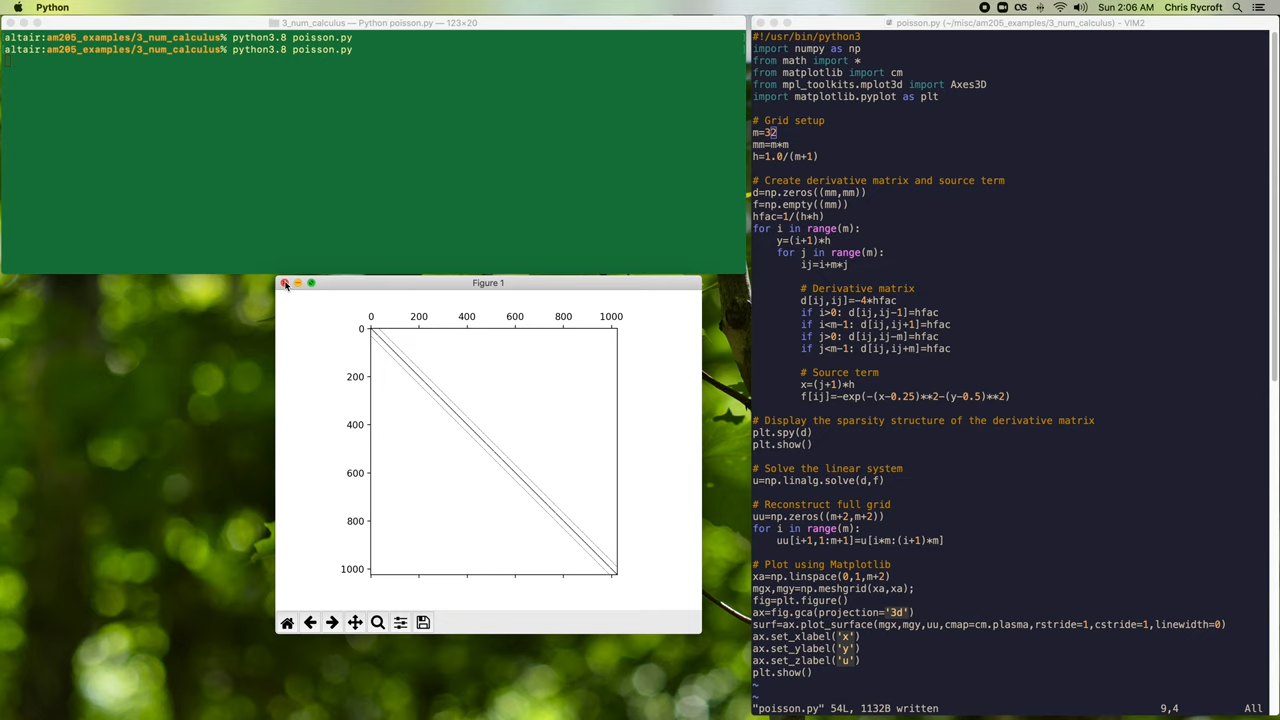 Python
Sun 2:06 AM Chris Rycroft
3_num_calculus — Python poisson.py — 123×20
altair:am205_examples/3_num_calculus% python3.8 poisson.py
altair:am205_examples/3_num_calculus% python3.8 poisson.py
Figure 1
0 200 400 600 800 1000
0
200
400
600
800
1000
poisson.py (~/misc/am205_examples/3_num_calculus) - VIM2
#!/usr/bin/python3
import numpy as np
from math import *
from matplotlib import cm
from mpl_toolkits.mplot3d import Axes3D
import matplotlib.pyplot as plt
# Grid setup
m=32
mm=m*m
h=1.0/(m+1)
# Create derivative matrix and source term
d=np.zeros((mm,mm))
f=np.empty((mm))
hfac=1/(h*h)
for i in range(m):
    y=(i+1)*h
    for j in range(m):
        ij=i+m*j
        # Derivative matrix
        d[ij,ij]=-4*hfac
        if i>0: d[ij,ij-1]=hfac
        if i<m-1: d[ij,ij+1]=hfac
        if j>0: d[ij,ij-m]=hfac
        if j<m-1: d[ij,ij+m]=hfac
        # Source term
        x=(j+1)*h
        f[ij]=-exp(-(x-0.25)**2-(y-0.5)**2)
# Display the sparsity structure of the derivative matrix
plt.spy(d)
plt.show()
# Solve the linear system
u=np.linalg.solve(d,f)
# Reconstruct full grid
uu=np.zeros((m+2,m+2))
for i in range(m):
    uu[i+1,1:m+1]=u[i*m:(i+1)*m]
# Plot using Matplotlib
xa=np.linspace(0,1,m+2)
mgx,mgy=np.meshgrid(xa,xa);
fig=plt.figure()
ax=fig.gca(projection='3d')
surf=ax.plot_surface(mgx,mgy,uu,cmap=cm.plasma,rstride=1,cstride=1,linewidth=0)
ax.set_xlabel('x')
ax.set_ylabel('y')
ax.set_zlabel('u')
plt.show()
~
~
"poisson.py" 54L, 1132B written 9,4 All